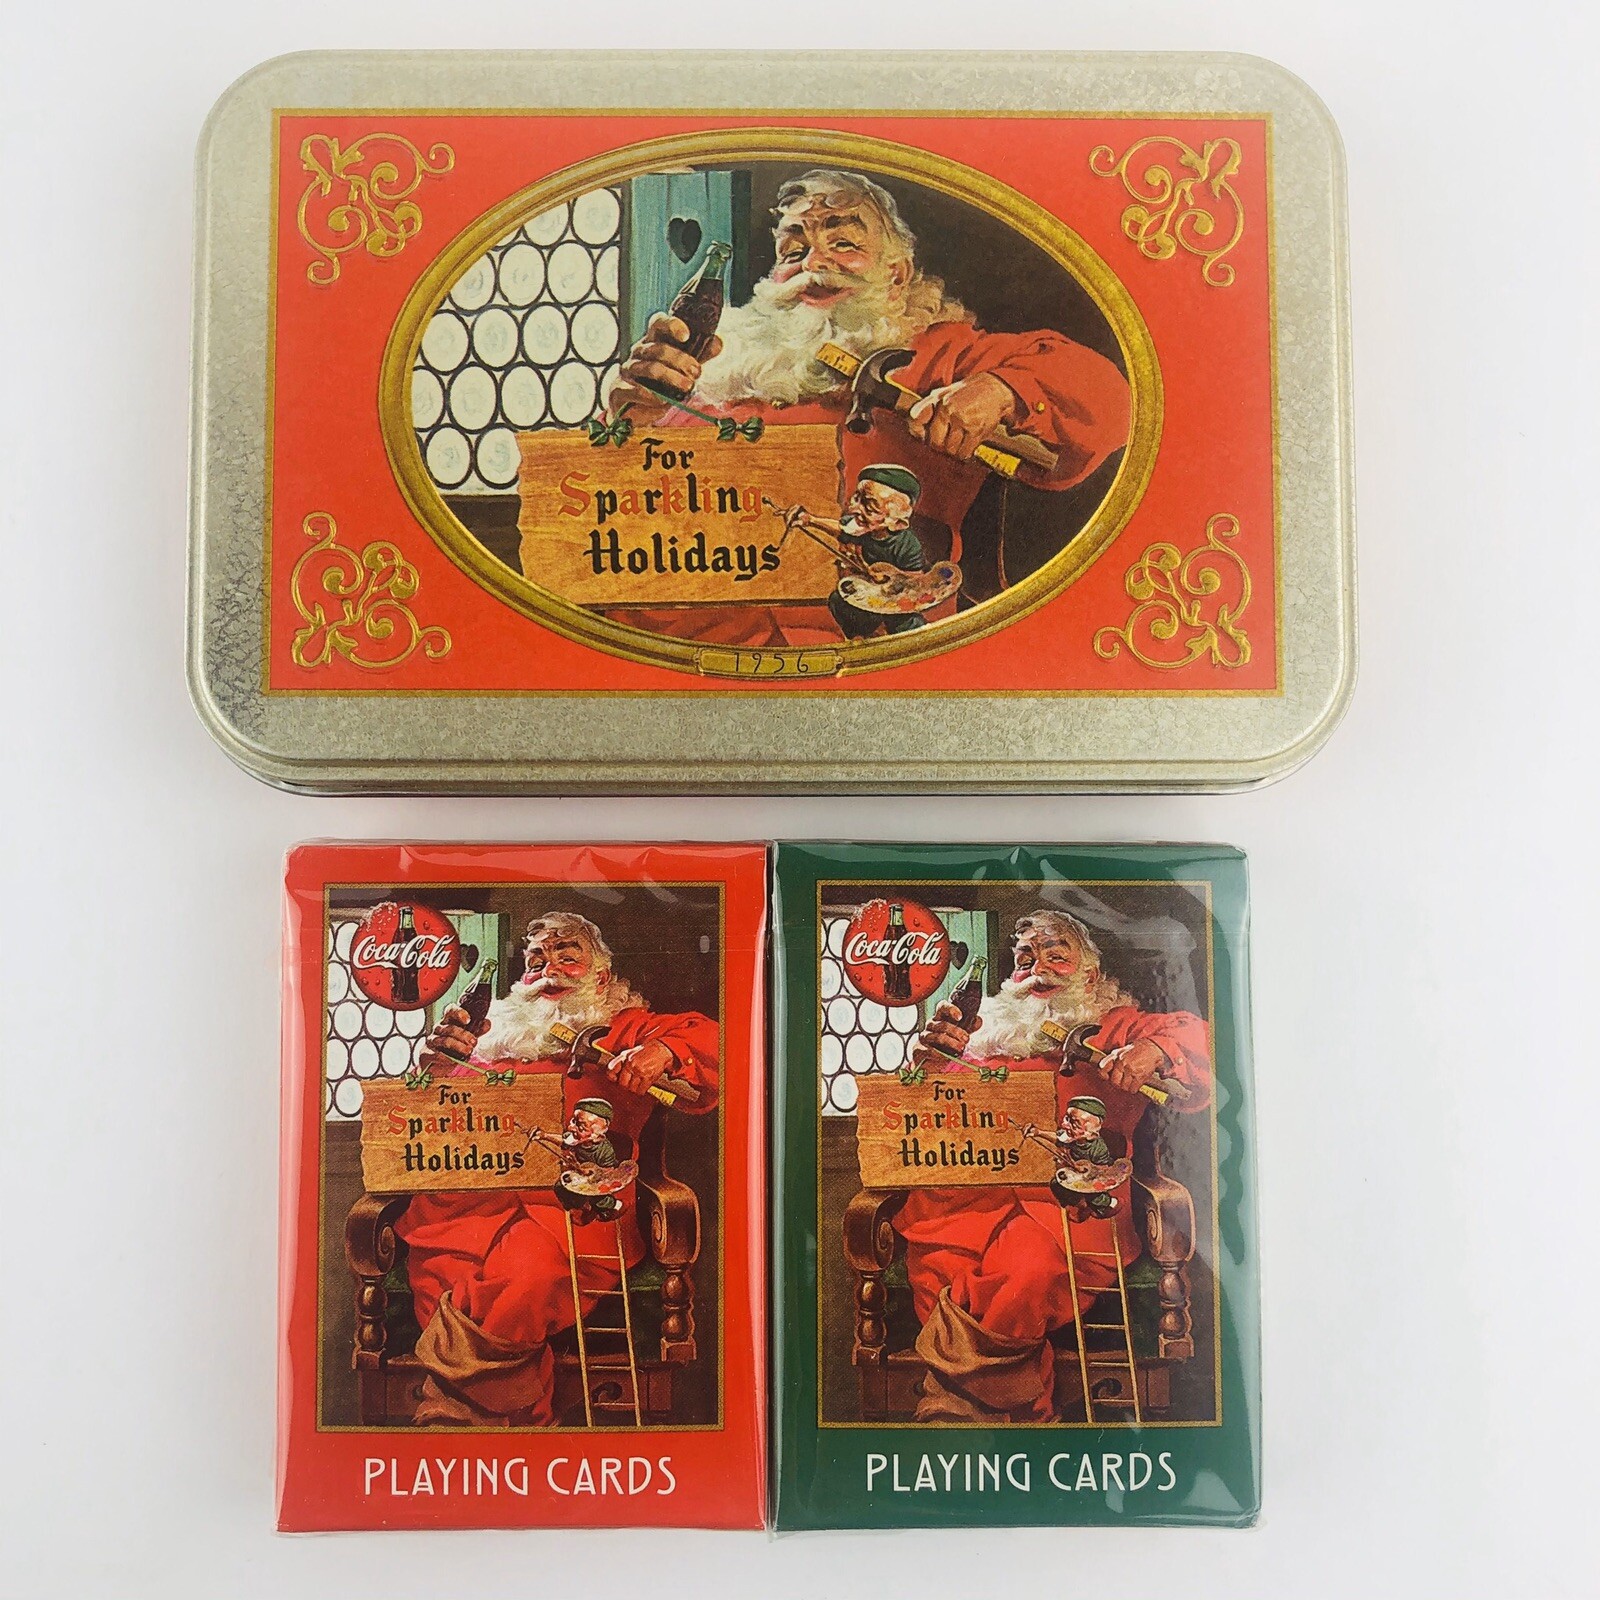 For
Sparkling
Holidays
1956
Coca-Cola
For
Sparkling
Holidays
PLAYING CARDS
Coca-Cola
For
Sparkling
Holidays
PLAYING CARDS